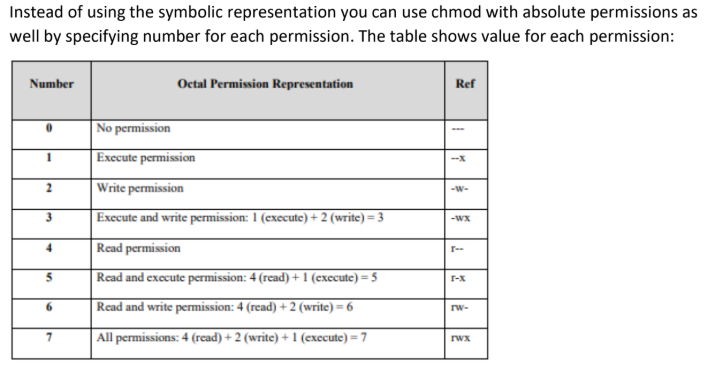 Instead of using the symbolic representation you can use chmod with absolute permissions as
well by specifying number for each permission. The table shows value for each permission:
Number Octal Permission Representation Ref
0 No permission ---
1 Execute permission --x
2 Write permission -w-
3 Execute and write permission: 1 (execute) + 2 (write) = 3 -wx
4 Read permission r--
5 Read and execute permission: 4 (read) + 1 (execute) = 5 r-x
6 Read and write permission: 4 (read) + 2 (write) = 6 rw-
7 All permissions: 4 (read) + 2 (write) + 1 (execute) = 7 rwx